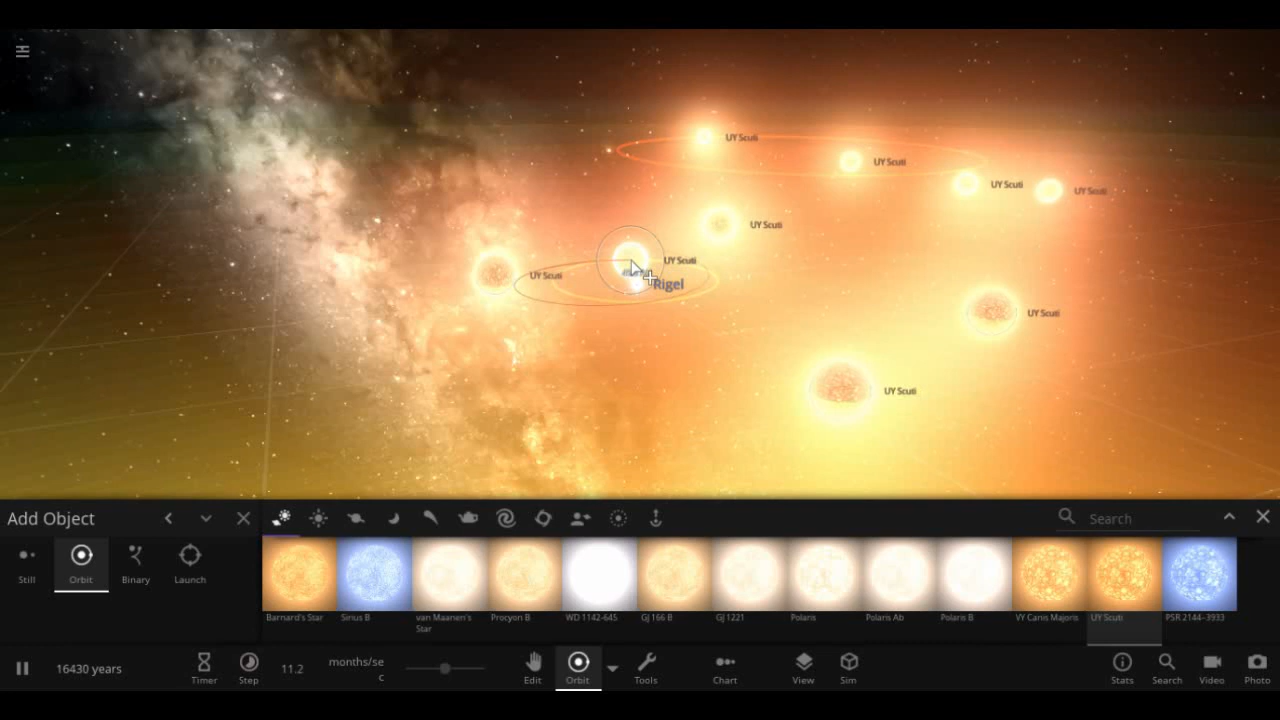 UY Scuti
UY Scuti
UY Scuti
UY Scuti
UY Scuti
UY Scuti
UY Scuti
Rigel
UY Scuti
UY Scuti
Add Object
Search
Still
Orbit
Binary
Launch
Barnard's Star
Sirius B
van Maanen's
Star
Procyon B
WD 1142-645
GJ 166 B
GJ 1221
Polaris
Polaris Ab
Polaris B
VY Canis Majoris
UY Scuti
PSR 2144-3933
16430 years
Timer
Step
11.2
months/se
c
Edit
Orbit
Tools
Chart
View
Sim
Stats
Search
Video
Photo